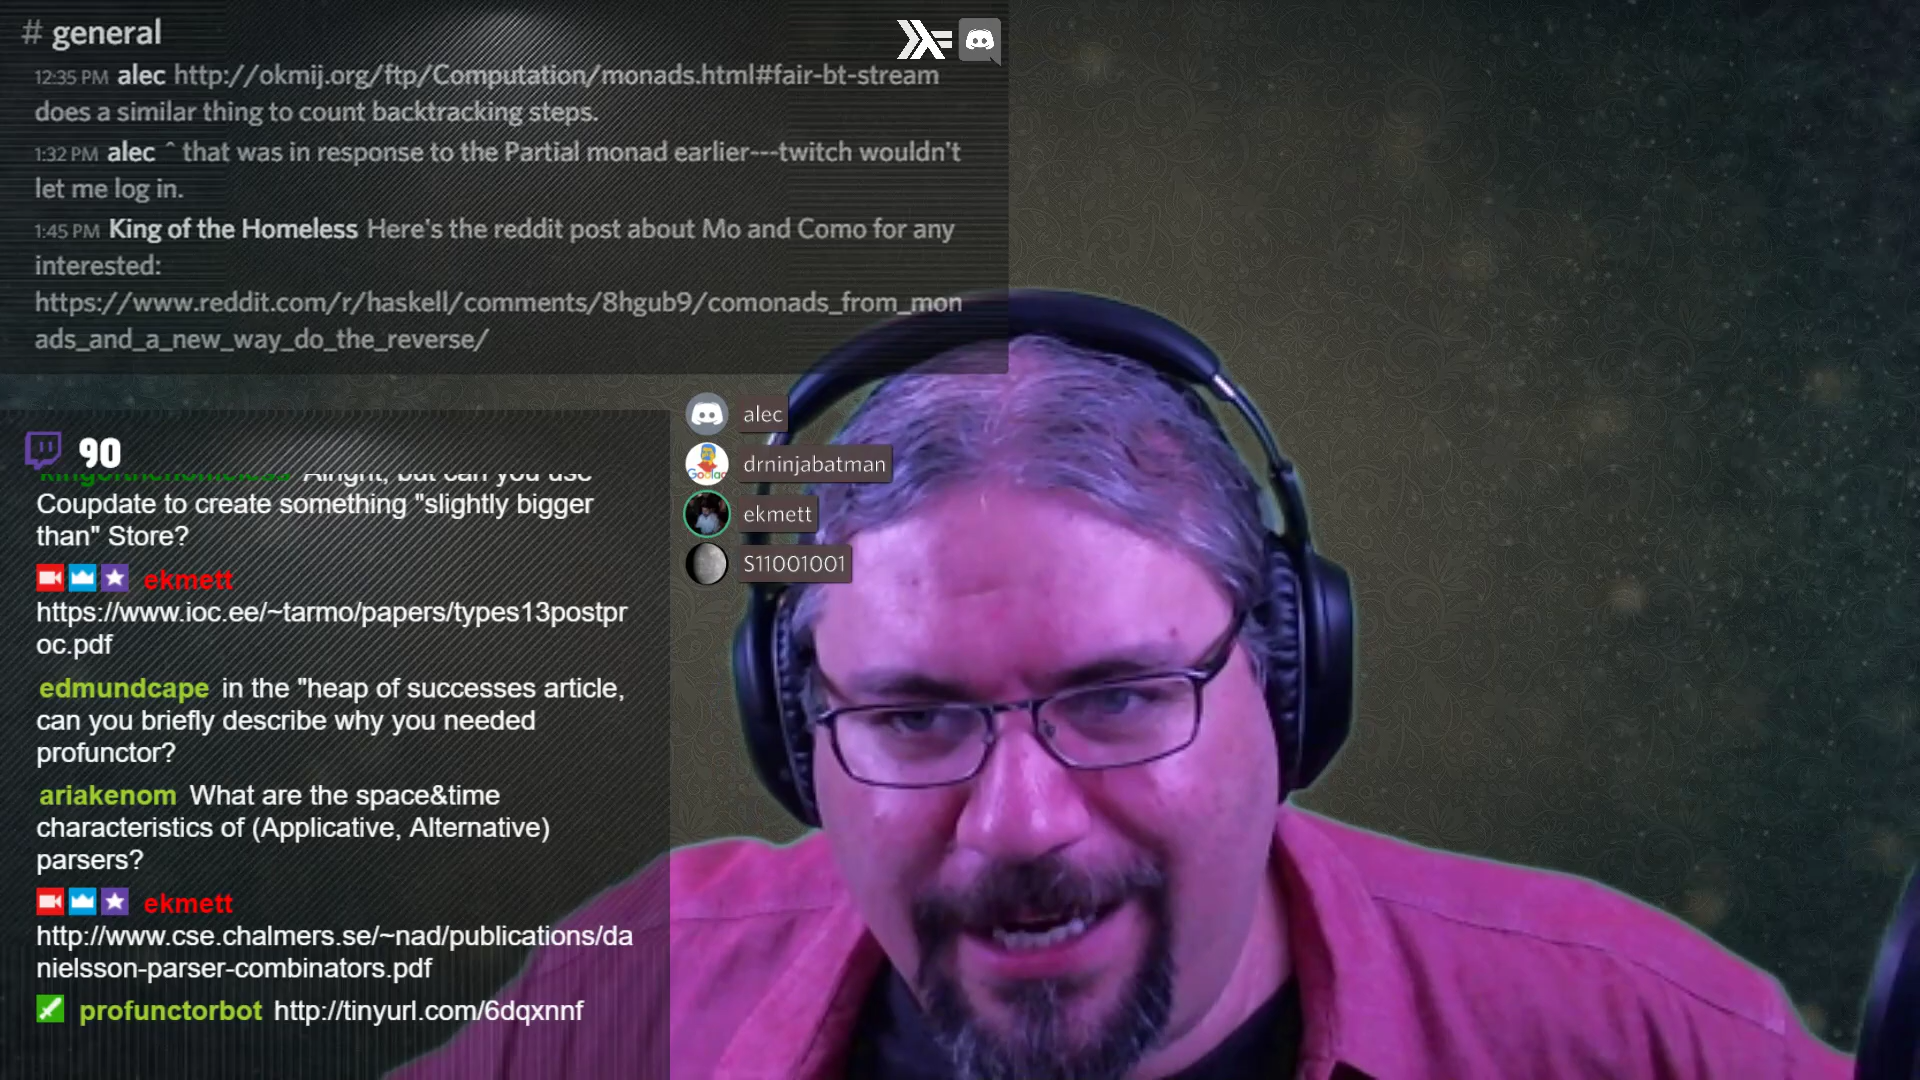 # general
12:35 PM alec http://okmij.org/ftp/Computation/monads.html#fair-bt-stream
does a similar thing to count backtracking steps.
1:32 PM alec ^ that was in response to the Partial monad earlier---twitch wouldn't
let me log in.
1:45 PM King of the Homeless Here's the reddit post about Mo and Como for any
interested:
https://www.reddit.com/r/haskell/comments/8hgub9/comonads_from_mon
ads_and_a_new_way_do_the_reverse/
alec
drninjabatman
ekmett
S11001001
90
Alright, but can you use
Coupdate to create something "slightly bigger
than" Store?
ekmett
https://www.ioc.ee/~tarmo/papers/types13postpr
oc.pdf
edmundcape in the "heap of successes article,
can you briefly describe why you needed
profunctor?
ariakenom What are the space&time
characteristics of (Applicative, Alternative)
parsers?
ekmett
http://www.cse.chalmers.se/~nad/publications/da
nielsson-parser-combinators.pdf
profunctorbot http://tinyurl.com/6dqxnnf